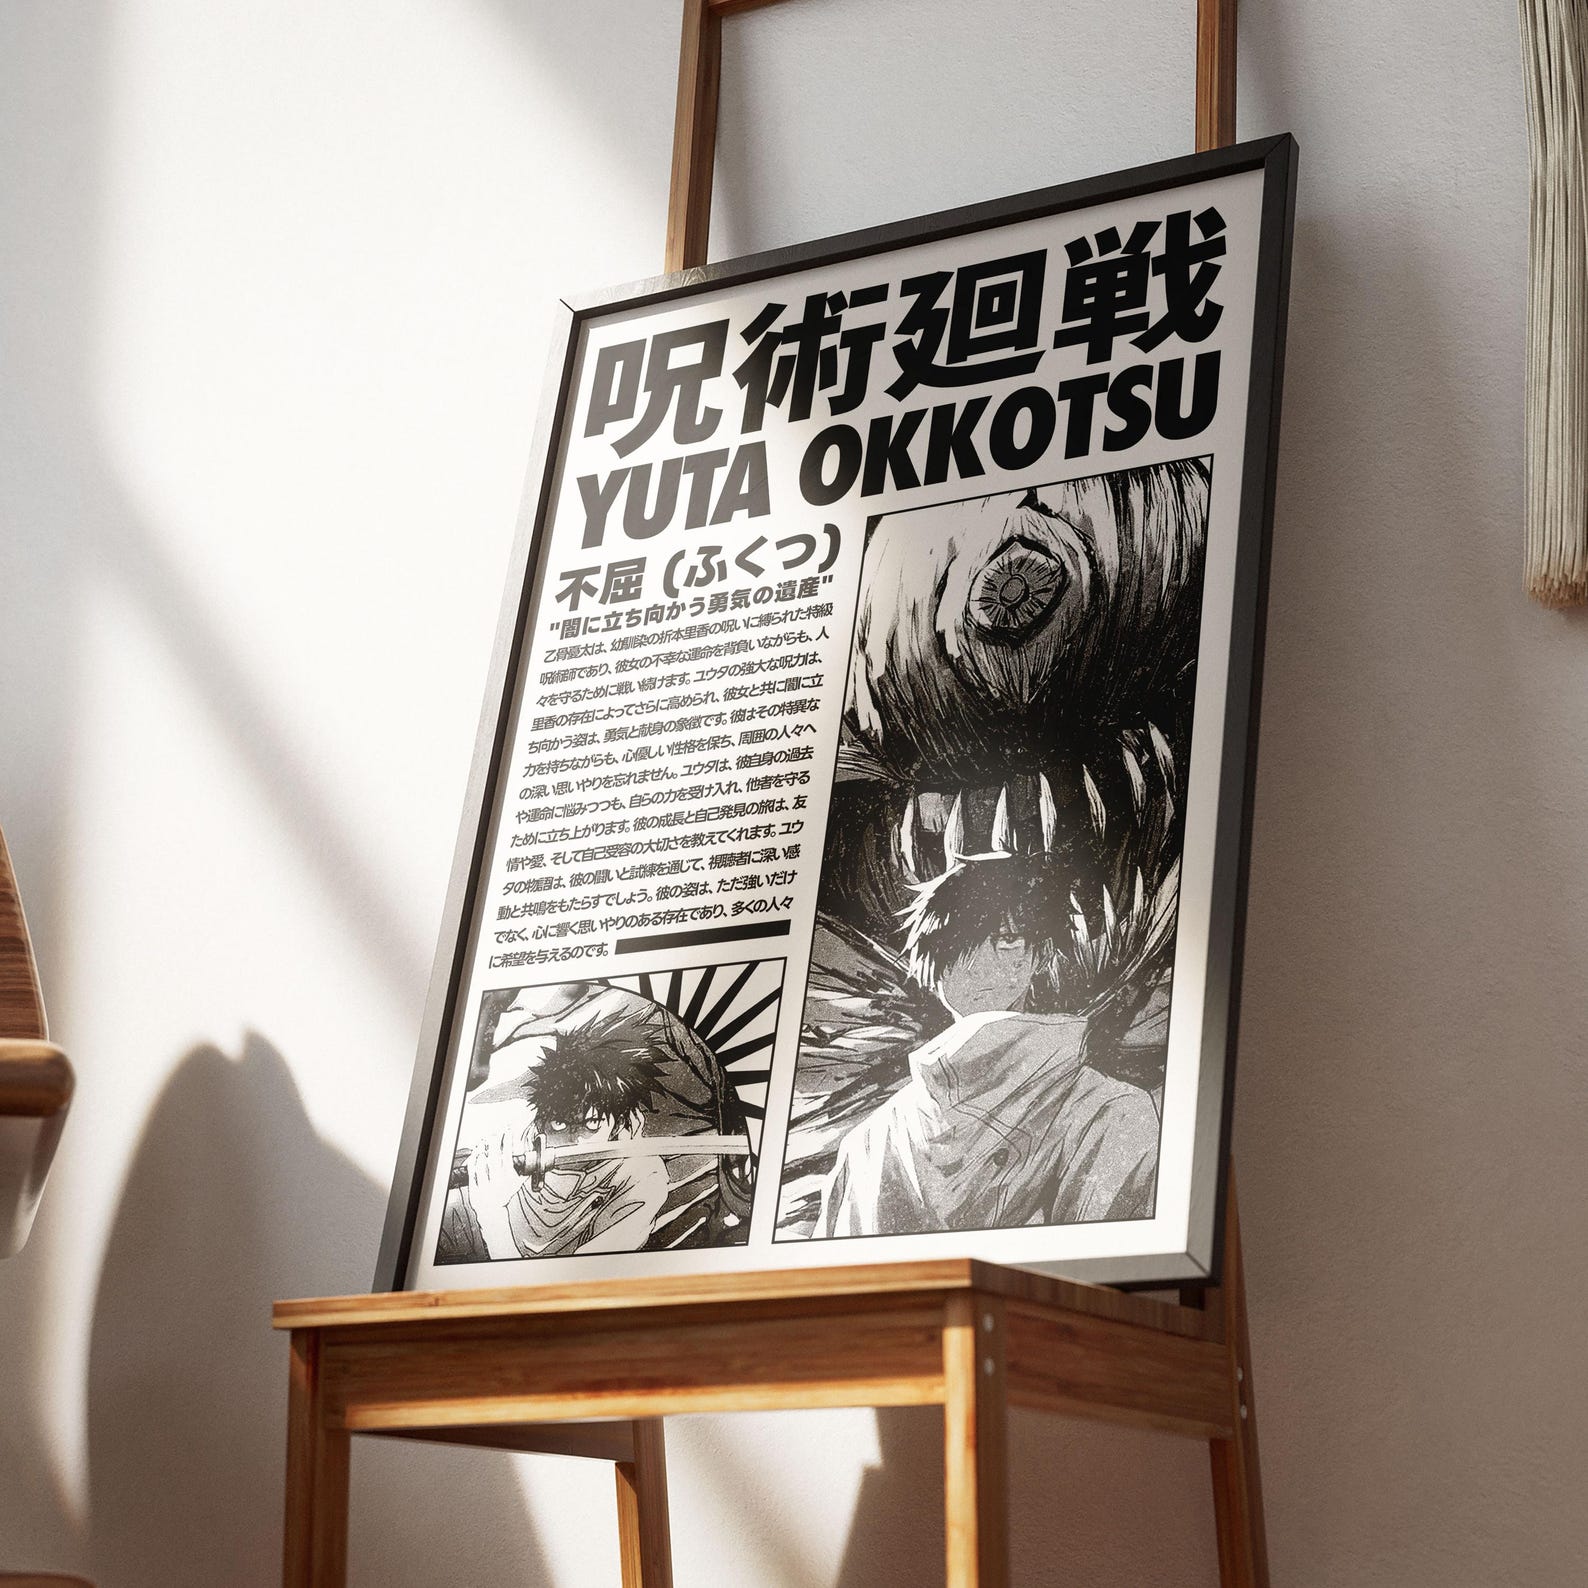 呪術廻戦
YUTA OKKOTSU
不屈 (ふくつ)
"闇に立ち向かう勇気の遺産"
乙骨憂太は、幼馴染の折本里香の呪いに縛られた特級
呪術師であり、彼女の不幸な運命を背負いながらも、人
々を守るために戦い続けます。ユウタの強大な呪力は、
里香の存在によってさらに高められ、彼女と共に闇に立
ち向かう姿は、勇気と献身の象徴です。彼はその特異な
力を持ちながらも、心優しい性格を保ち、周囲の人々へ
の深い思いやりを忘れません。ユウタは、彼自身の過去
や運命に悩みつつも、自らの力を受け入れ、他者を守る
ために立ち上がります。彼の成長と自己発見の旅は、友
情や愛、そして自己受容の大切さを教えてくれます。ユウ
タの物語は、彼の闘いと試練を通じて、視聴者に深い感
動と共鳴をもたらすでしょう。彼の姿は、ただ強いだけ
でなく、心に響く思いやりのある存在であり、多くの人々
に希望を与えるのです。